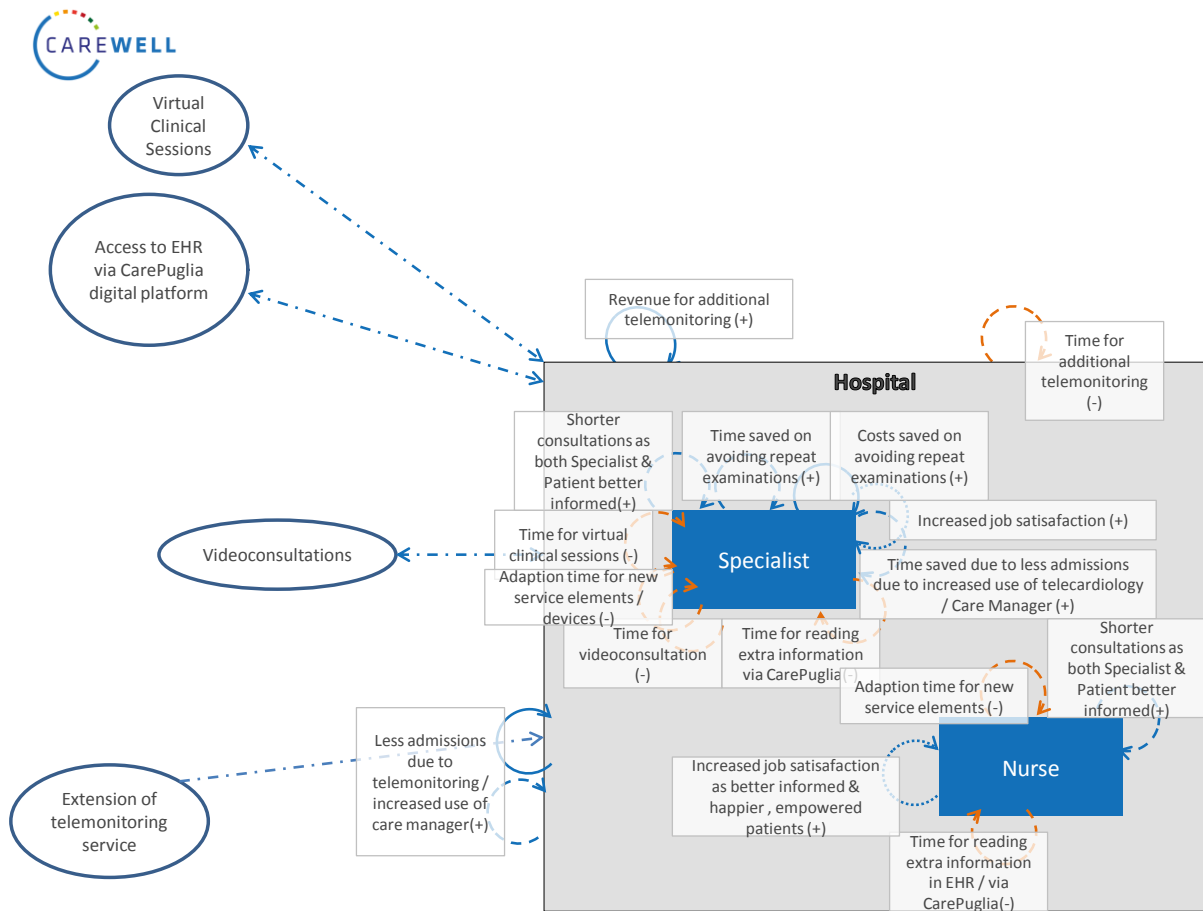 CAREWELL
Virtual
Clinical
Sessions
Access to EHR
via CarePuglia
digital platform
Revenue for additional
telemonitoring (+)
Time for
additional
telemonitoring
(-)
Hospital
Shorter
consultations as
both Specialist &
Patient better
informed(+)
Time saved on
avoiding repeat
examinations (+)
Costs saved on
avoiding repeat
examinations (+)
Increased job satisafaction (+)
Time for virtual
clinical sessions (-)
Videoconsultations
Specialist
Adaption time for new
service elements /
devices (-)
Time saved due to less admissions
due to increased use of telecardiology
/ Care Manager (+)
Time for
videoconsultation
(-)
Time for reading
extra information
via CarePuglia(-)
Shorter
consultations as
both Specialist &
Patient better
informed(+)
Adaption time for new
service elements (-)
Less admissions
due to
telemonitoring /
increased use of
care manager(+)
Nurse
Increased job satisafaction
as better informed &
happier , empowered
patients (+)
Extension of
telemonitoring
service
Time for reading
extra information
in EHR / via
CarePuglia(-)